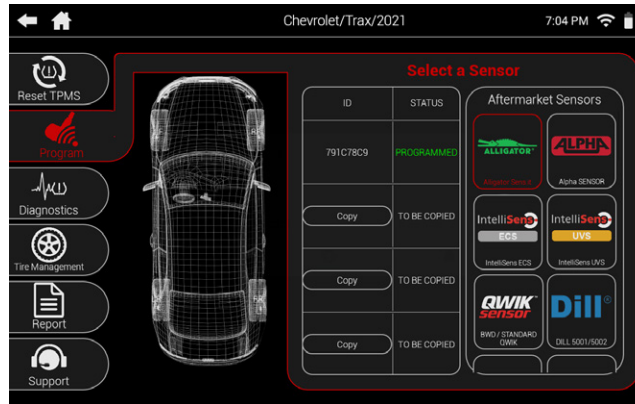 Chevrolet/Trax/2021
7:04 PM
Reset TPMS
Program
Diagnostics
Tire Management
Report
Support
Select a Sensor
ID
STATUS
791C78C9
PROGRAMMED
Copy
TO BE COPIED
Copy
TO BE COPIED
Copy
TO BE COPIED
Aftermarket Sensors
ALLIGATOR
ALPHA
Alpha SENSOR
IntelliSens
ECS
IntelliSens ECS
IntelliSens
UVS
IntelliSens UVS
QWIK
sensor
BWD / STANDARD
QWIK
Dill®
DILL 5001/5002